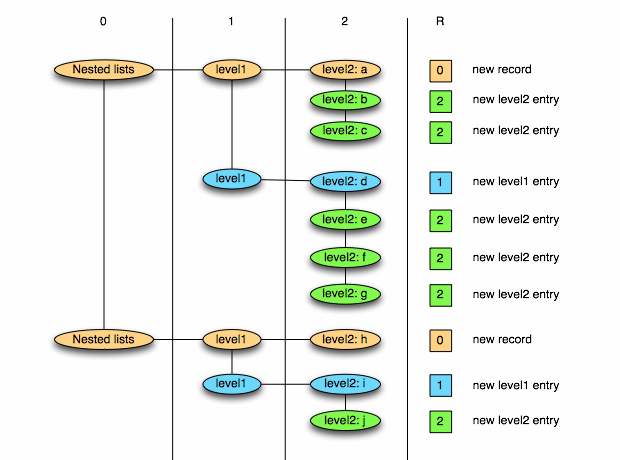 0 1 2 R
Nested lists level1 level2: a 0 new record
level2: b 2 new level2 entry
level2: c 2 new level2 entry
level1 level2: d 1 new level1 entry
level2: e 2 new level2 entry
level2: f 2 new level2 entry
level2: g 2 new level2 entry
Nested lists level1 level2: h 0 new record
level1 level2: i 1 new level1 entry
level2: j 2 new level2 entry